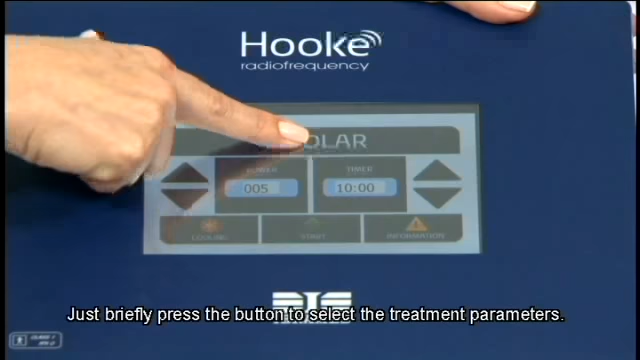 Hooke
radiofrequency
POWER
TIMER
005
10:00
COOLING
START
INFORMATION
Just briefly press the button to select the treatment parameters.